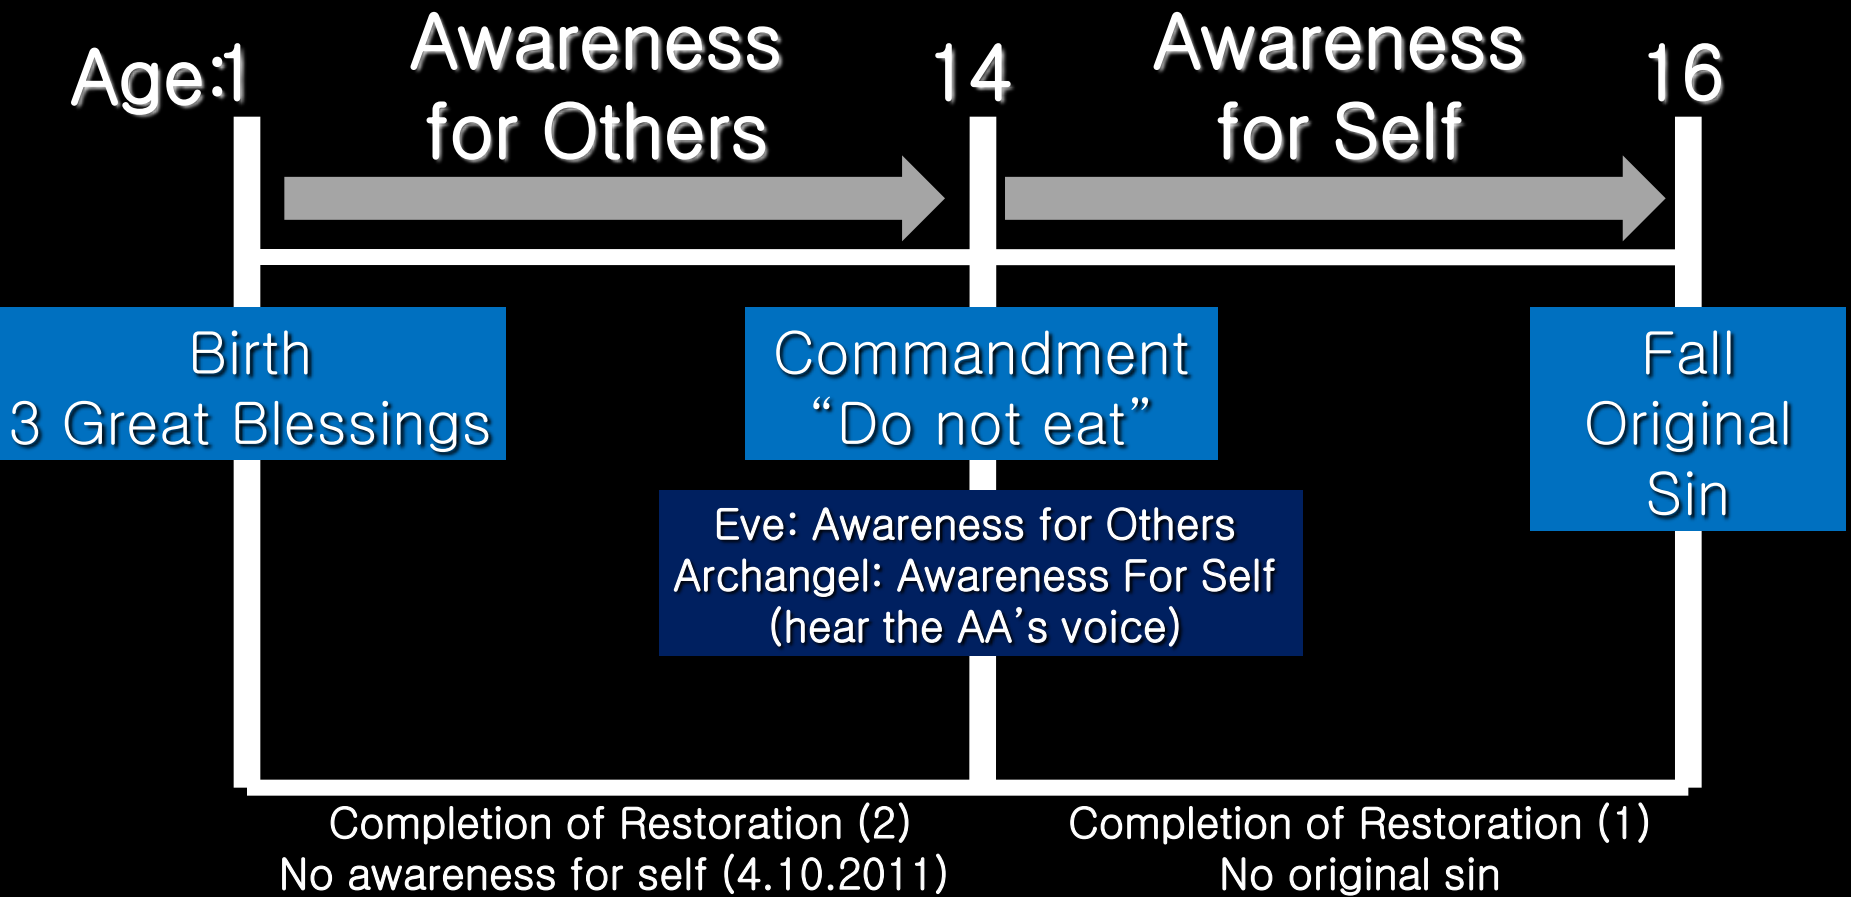 Age:1
Awareness
for Others
14
Awareness
for Self
16
Birth
3 Great Blessings
Commandment
“Do not eat”
Fall
Original
Sin
Eve: Awareness for Others
Archangel: Awareness For Self
(hear the AA’s voice)
Completion of Restoration (2)
No awareness for self (4.10.2011)
Completion of Restoration (1)
No original sin